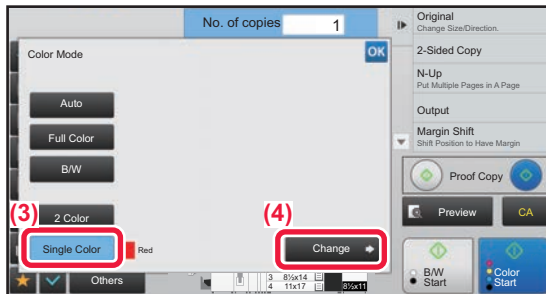 No. of copies
1
Original
Change Size/Direction.
2-Sided Copy
N-Up
Put Multiple Pages in A Page
Output
Margin Shift
Shift Position to Have Margin
Color Mode
OK
Auto
Full Color
B/W
2 Color
(3)
Single Color
Red
(4)
Change
Proof Copy
Preview
CA
B/W
Start
Color
Start
Others
3 8½x14
4 11x17
8½x11